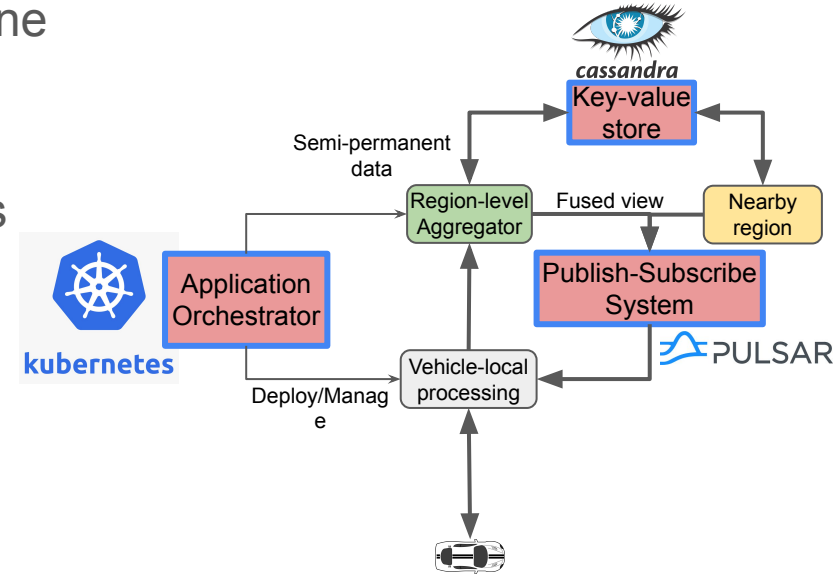 ne
s
cassandra
Key-value
store
Semi-permanent
data
Region-level
Aggregator
Fused view
Nearby
region
Application
Orchestrator
Publish-Subscribe
System
kubernetes
PULSAR
Vehicle-local
processing
Deploy/Manag
e